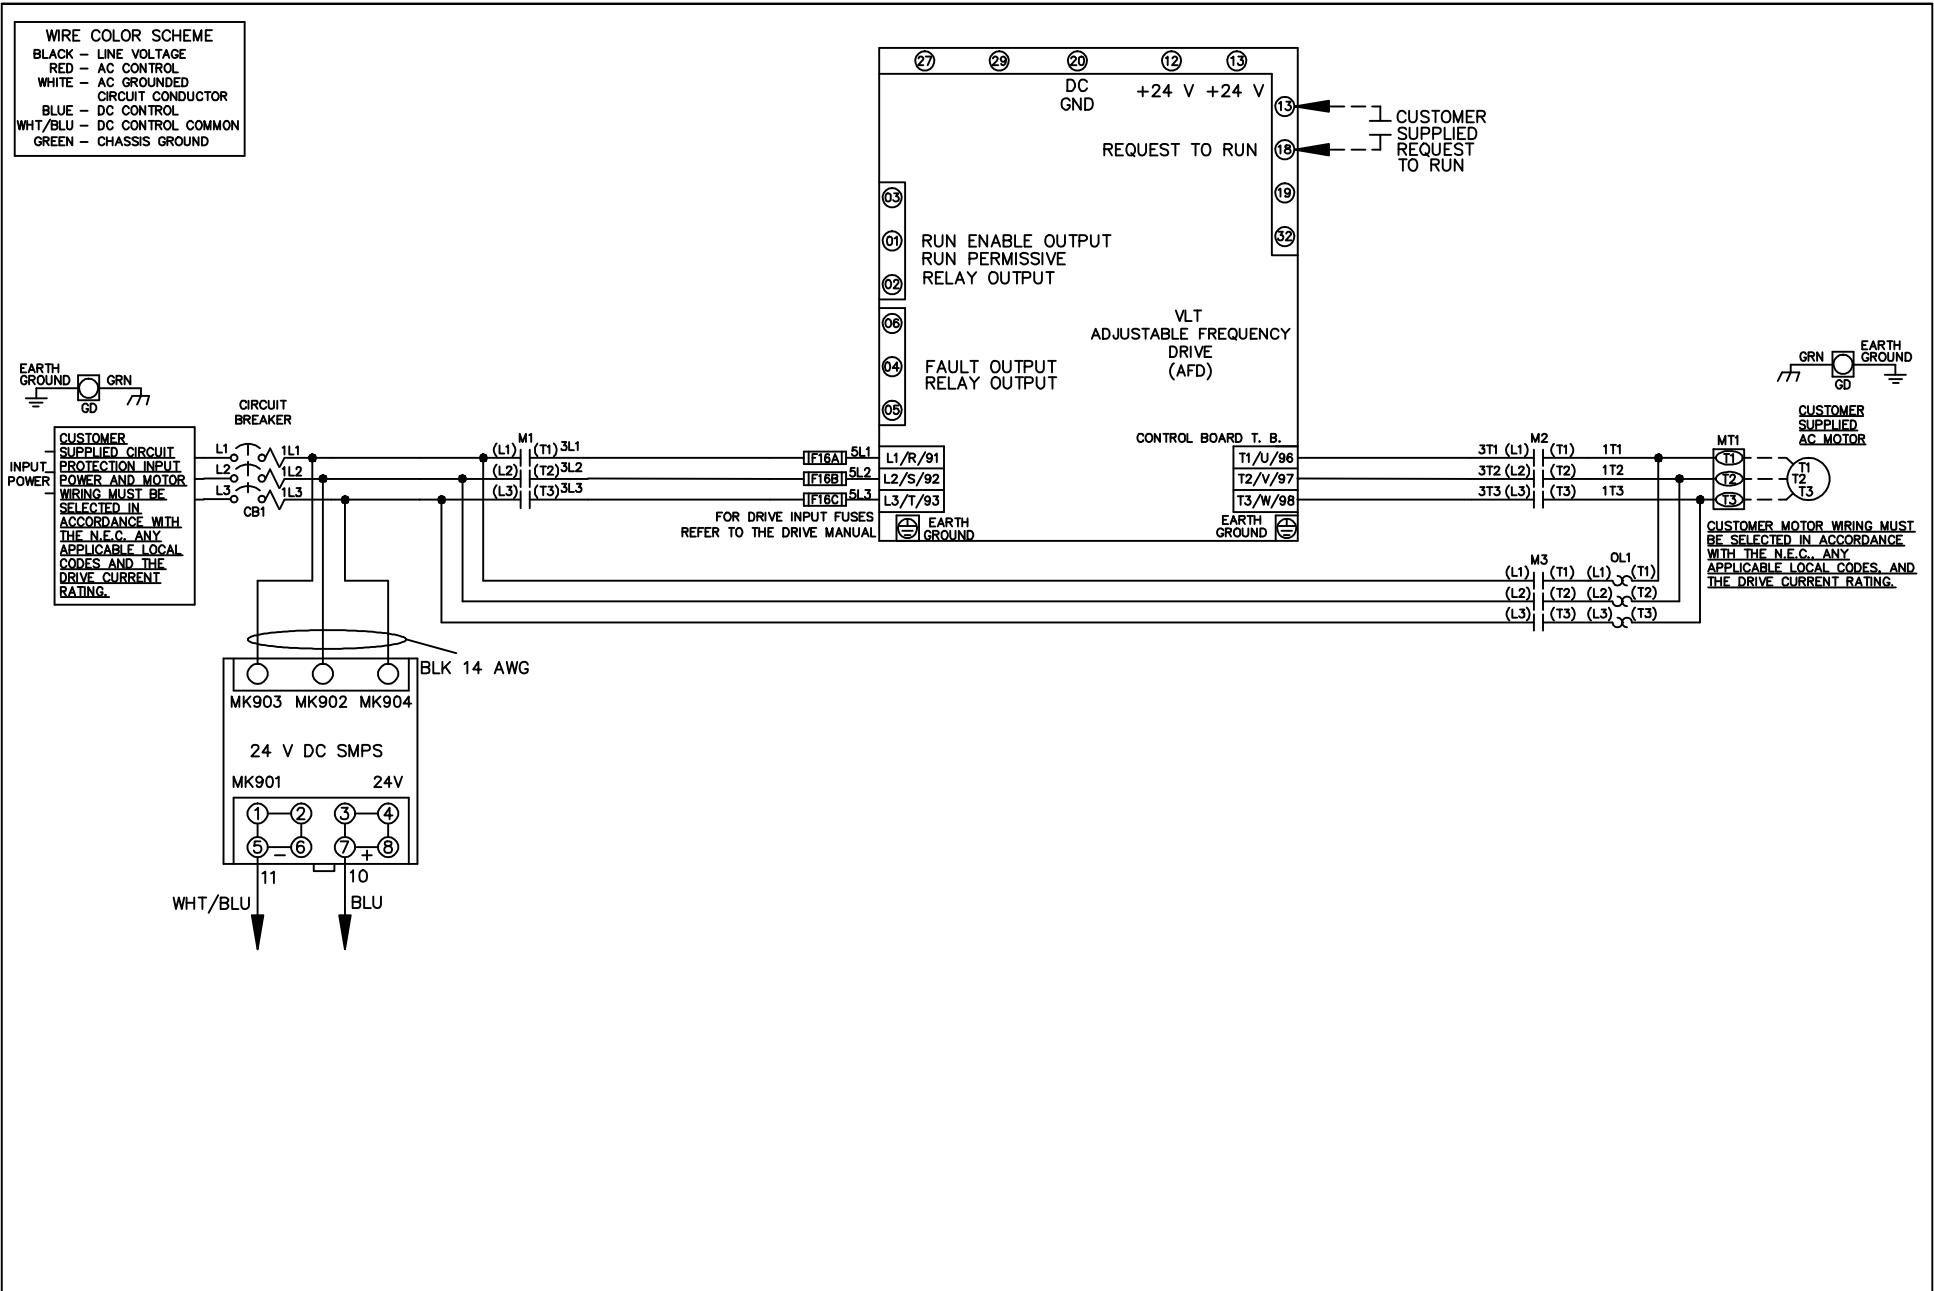 WIRE COLOR SCHEME
BLACK – LINE VOLTAGE
RED – AC CONTROL
WHITE – AC GROUNDED
CIRCUIT CONDUCTOR
BLUE – DC CONTROL
WHT/BLU – DC CONTROL COMMON
GREEN – CHASSIS GROUND
27 29 20 12 13
DC
GND
+24 V +24 V
13
REQUEST TO RUN 18
19
32
CUSTOMER
SUPPLIED
REQUEST
TO RUN
03
01
02
RUN ENABLE OUTPUT
RUN PERMISSIVE
RELAY OUTPUT
06
04
05
FAULT OUTPUT
RELAY OUTPUT
VLT
ADJUSTABLE FREQUENCY
DRIVE
(AFD)
EARTH
GROUND
GRN
GD
CIRCUIT
BREAKER
INPUT
POWER
CUSTOMER
SUPPLIED CIRCUIT
PROTECTION INPUT
POWER AND MOTOR
WIRING MUST BE
SELECTED IN
ACCORDANCE WITH
THE N.E.C. ANY
APPLICABLE LOCAL
CODES AND THE
DRIVE CURRENT
RATING.
L1 1L1
L2 1L2
L3 1L3
CB1
M1
(L1) (T1) 3L1
(L2) (T2) 3L2
(L3) (T3) 3L3
F16A 5L1
F16B 5L2
F16C 5L3
FOR DRIVE INPUT FUSES
REFER TO THE DRIVE MANUAL
L1/R/91
L2/S/92
L3/T/93
EARTH
GROUND
CONTROL BOARD T. B.
T1/U/96
T2/V/97
T3/W/98
EARTH
GROUND
M2
3T1 (L1) (T1) 1T1
3T2 (L2) (T2) 1T2
3T3 (L3) (T3) 1T3
MT1
T1
T2
T3
T1
T2
T3
GRN
GD
EARTH
GROUND
CUSTOMER
SUPPLIED
AC MOTOR
CUSTOMER MOTOR WIRING MUST
BE SELECTED IN ACCORDANCE
WITH THE N.E.C., ANY
APPLICABLE LOCAL CODES, AND
THE DRIVE CURRENT RATING.
M3 OL1
(L1) (T1) (L1) (T1)
(L2) (T2) (L2) (T2)
(L3) (T3) (L3) (T3)
BLK 14 AWG
MK903 MK902 MK904
24 V DC SMPS
MK901 24V
1 2 3 4
5 – 6 7 + 8
11 10
WHT/BLU BLU